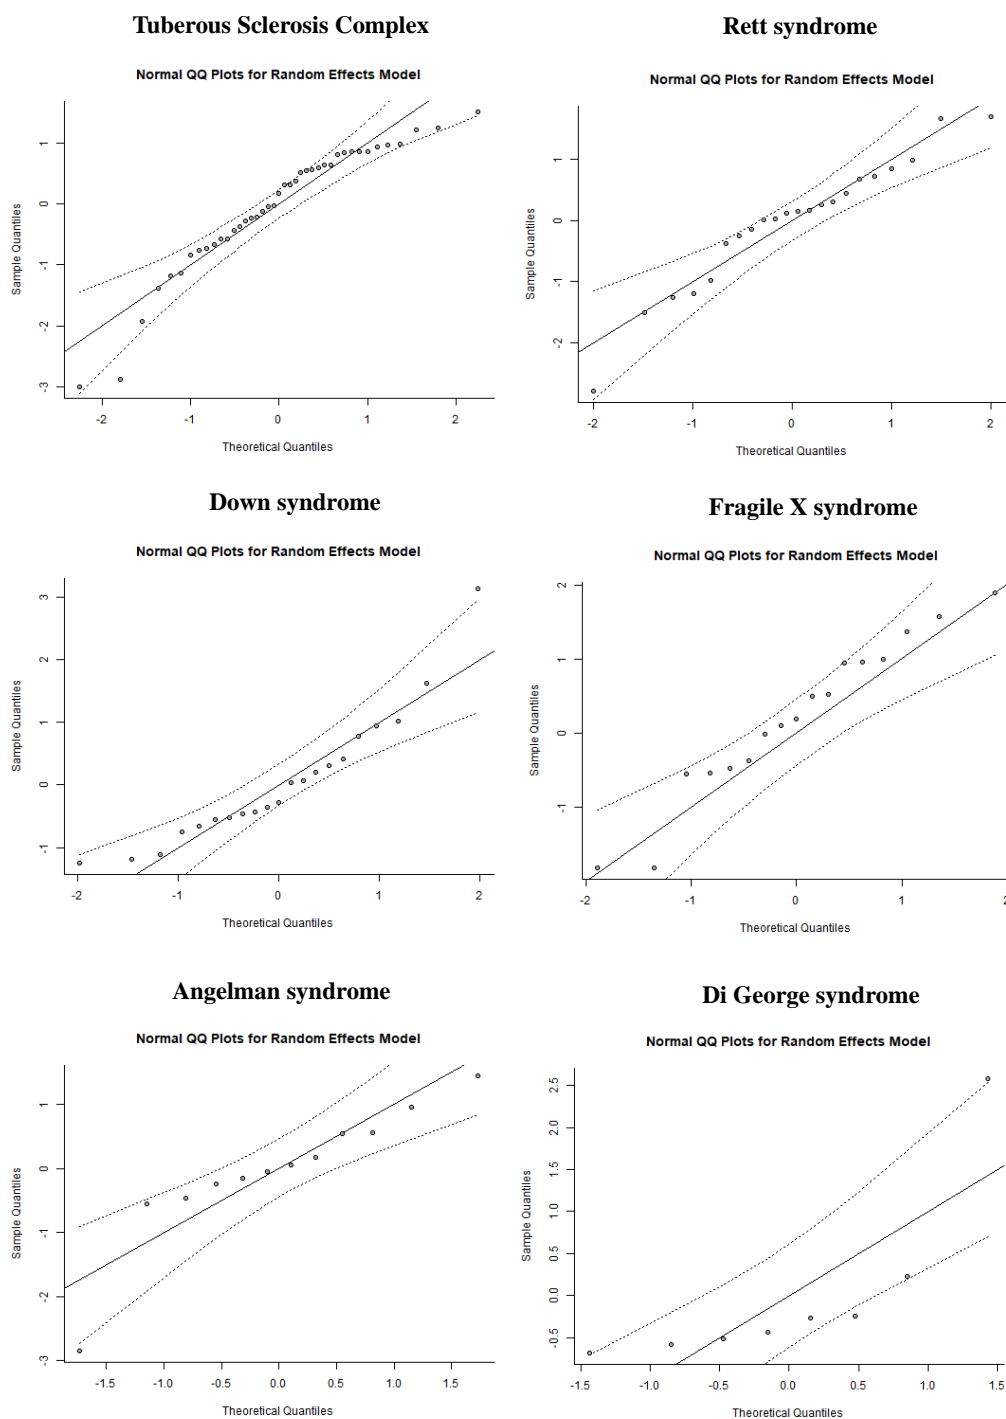 Tuberous Sclerosis Complex
Normal QQ Plots for Random Effects Model
Sample Quantiles
1
0
-1
-2
-3
-2 -1 0 1 2
Theoretical Quantiles
Rett syndrome
Normal QQ Plots for Random Effects Model
Sample Quantiles
1
0
-1
-2
-2 -1 0 1 2
Theoretical Quantiles
Down syndrome
Normal QQ Plots for Random Effects Model
Sample Quantiles
3
2
1
0
-1
-2 -1 0 1 2
Theoretical Quantiles
Fragile X syndrome
Normal QQ Plots for Random Effects Model
Sample Quantiles
2
1
0
-1
-2 -1 0 1 2
Theoretical Quantiles
Angelman syndrome
Normal QQ Plots for Random Effects Model
Sample Quantiles
1
0
-1
-2
-3
-1.5 -1.0 -0.5 0.0 0.5 1.0 1.5
Theoretical Quantiles
Di George syndrome
Normal QQ Plots for Random Effects Model
Sample Quantiles
2.5
2.0
1.5
1.0
0.5
0.0
-0.5
-1.5 -1.0 -0.5 0.0 0.5 1.0 1.5
Theoretical Quantiles